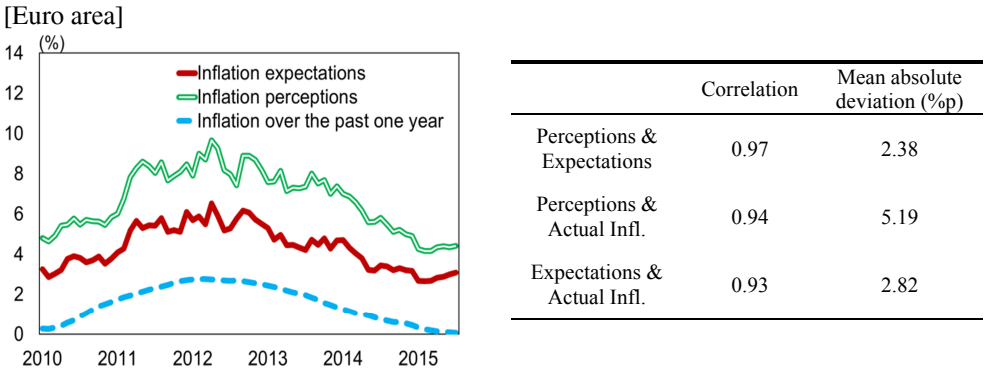 [Euro area]
(%)
14
12
10
8
6
4
2
0
2010 2011 2012 2013 2014 2015
Inflation expectations
Inflation perceptions
Inflation over the past one year
Correlation
Mean absolute
deviation (%p)
Perceptions &
Expectations
0.97
2.38
Perceptions &
Actual Infl.
0.94
5.19
Expectations &
Actual Infl.
0.93
2.82